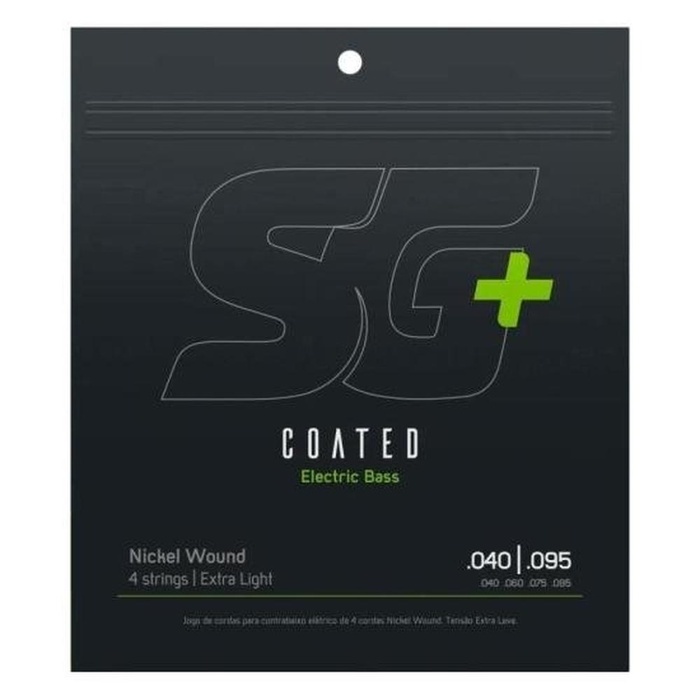 SG+
COATED
Electric Bass
Nickel Wound
4 strings | Extra Light
.040 | .095
.040 .060 .075 .095
Jogo de cordas para contrabaixo elétrico de 4 cordas Nickel Wound. Tensão Extra Leve.